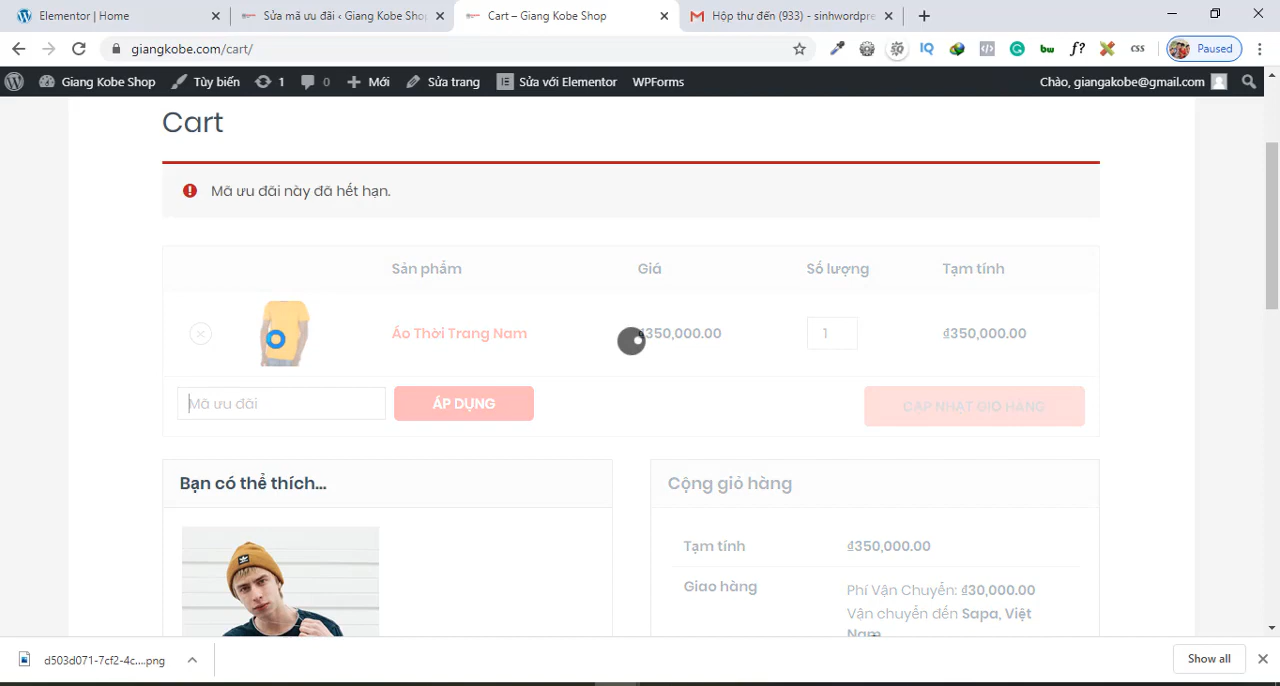 Elementor | Home
Sửa mã ưu đãi ‹ Giang Kobe Shop
Cart – Giang Kobe Shop
Hộp thư đến (933) - sinhwordpre
giangkobe.com/cart/
IQ
bw
f?
css
Paused
Giang Kobe Shop
Tùy biến
1
0
Mới
Sửa trang
Sửa với Elementor
WPForms
Chào, giangakobe@gmail.com
Cart
Mã ưu đãi này đã hết hạn.
Sản phẩm Giá Số lượng Tạm tính
Áo Thời Trang Nam ₫350,000.00 1 ₫350,000.00
Mã ưu đãi
ÁP DỤNG
CẬP NHẬT GIỎ HÀNG
Bạn có thể thích…
Cộng giỏ hàng
Tạm tính ₫350,000.00
Giao hàng
Phí Vận Chuyển: ₫30,000.00
Vận chuyển đến Sapa, Việt
Nam
d503d071-7cf2-4c....png
Show all